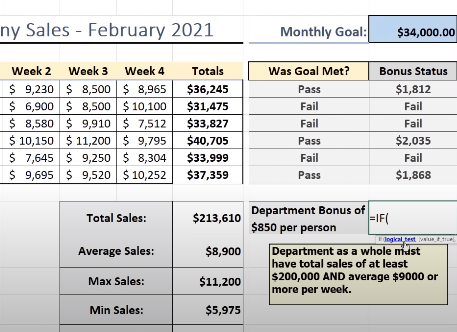 ny Sales - February 2021 Monthly Goal: $34,000.00
Week 2 Week 3 Week 4 Totals Was Goal Met? Bonus Status
$ 9,230 $ 8,500 $ 8,965 $36,245 Pass $1,812
$ 6,900 $ 8,500 $ 10,100 $31,475 Fail Fail
$ 8,580 $ 9,910 $ 7,512 $33,827 Fail Fail
$ 10,150 $ 11,200 $ 9,795 $40,705 Pass $2,035
$ 7,645 $ 9,250 $ 8,304 $33,999 Fail Fail
$ 9,695 $ 9,520 $ 10,252 $37,359 Pass $1,868
Total Sales: $213,610
Department Bonus of
$850 per person
=IF(
IF(logical_test, [value_if_true],
Average Sales: $8,900
Department as a whole must
have total sales of at least
$200,000 AND average $9000 or
more per week.
Max Sales: $11,200
Min Sales: $5,975